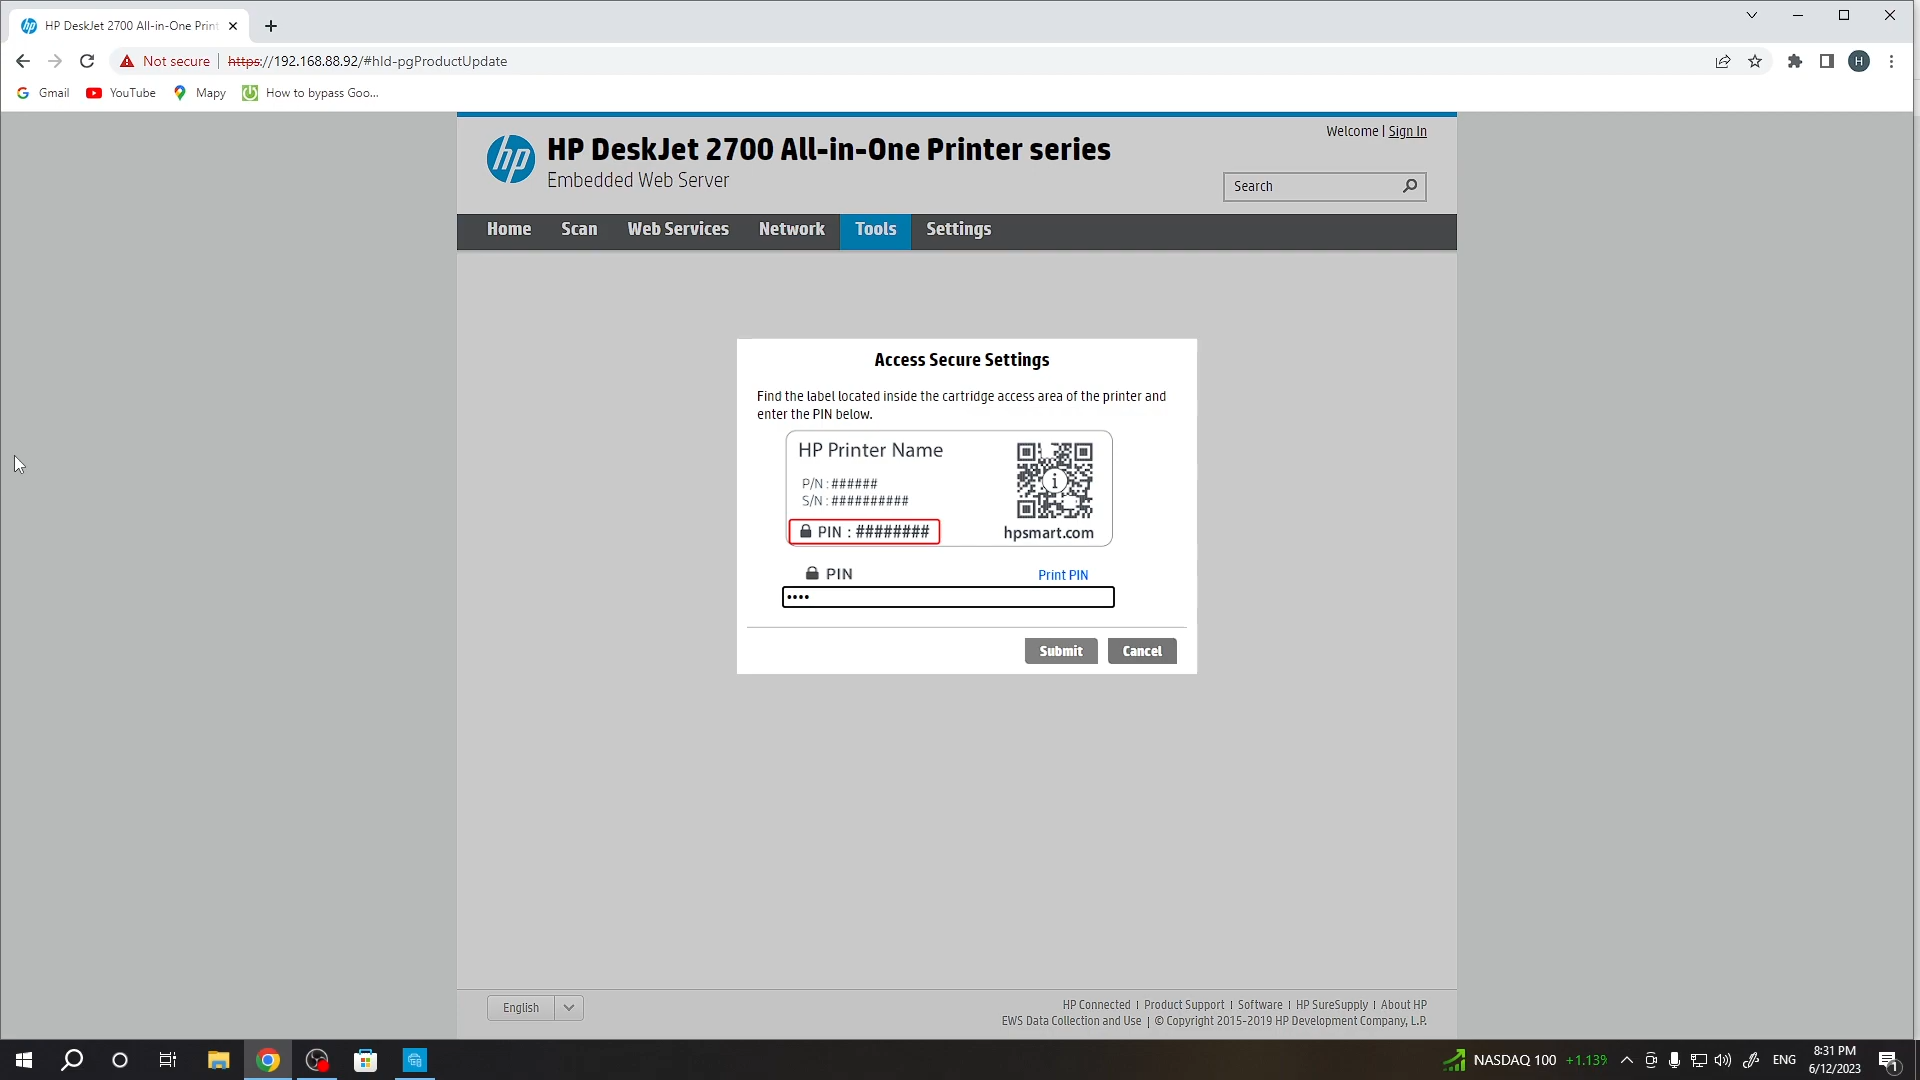 HP DeskJet 2700 All-in-One Print
Not secure https://192.168.88.92/#hId-pgProductUpdate
H
Gmail YouTube Mapy How to bypass Goo...
Welcome | Sign In
hp HP DeskJet 2700 All-in-One Printer series
Embedded Web Server
Search
Home Scan Web Services Network Tools Settings
Access Secure Settings
Find the label located inside the cartridge access area of the printer and
enter the PIN below.
HP Printer Name
P/N : ######
S/N : ##########
PIN : ########
hpsmart.com
PIN Print PIN
••••
Submit Cancel
English
HP Connected | Product Support | Software | HP SureSupply | About HP
EWS Data Collection and Use | © Copyright 2015-2019 HP Development Company, L.P.
NASDAQ 100 +1.13% ENG 8:31 PM
6/12/2023
1